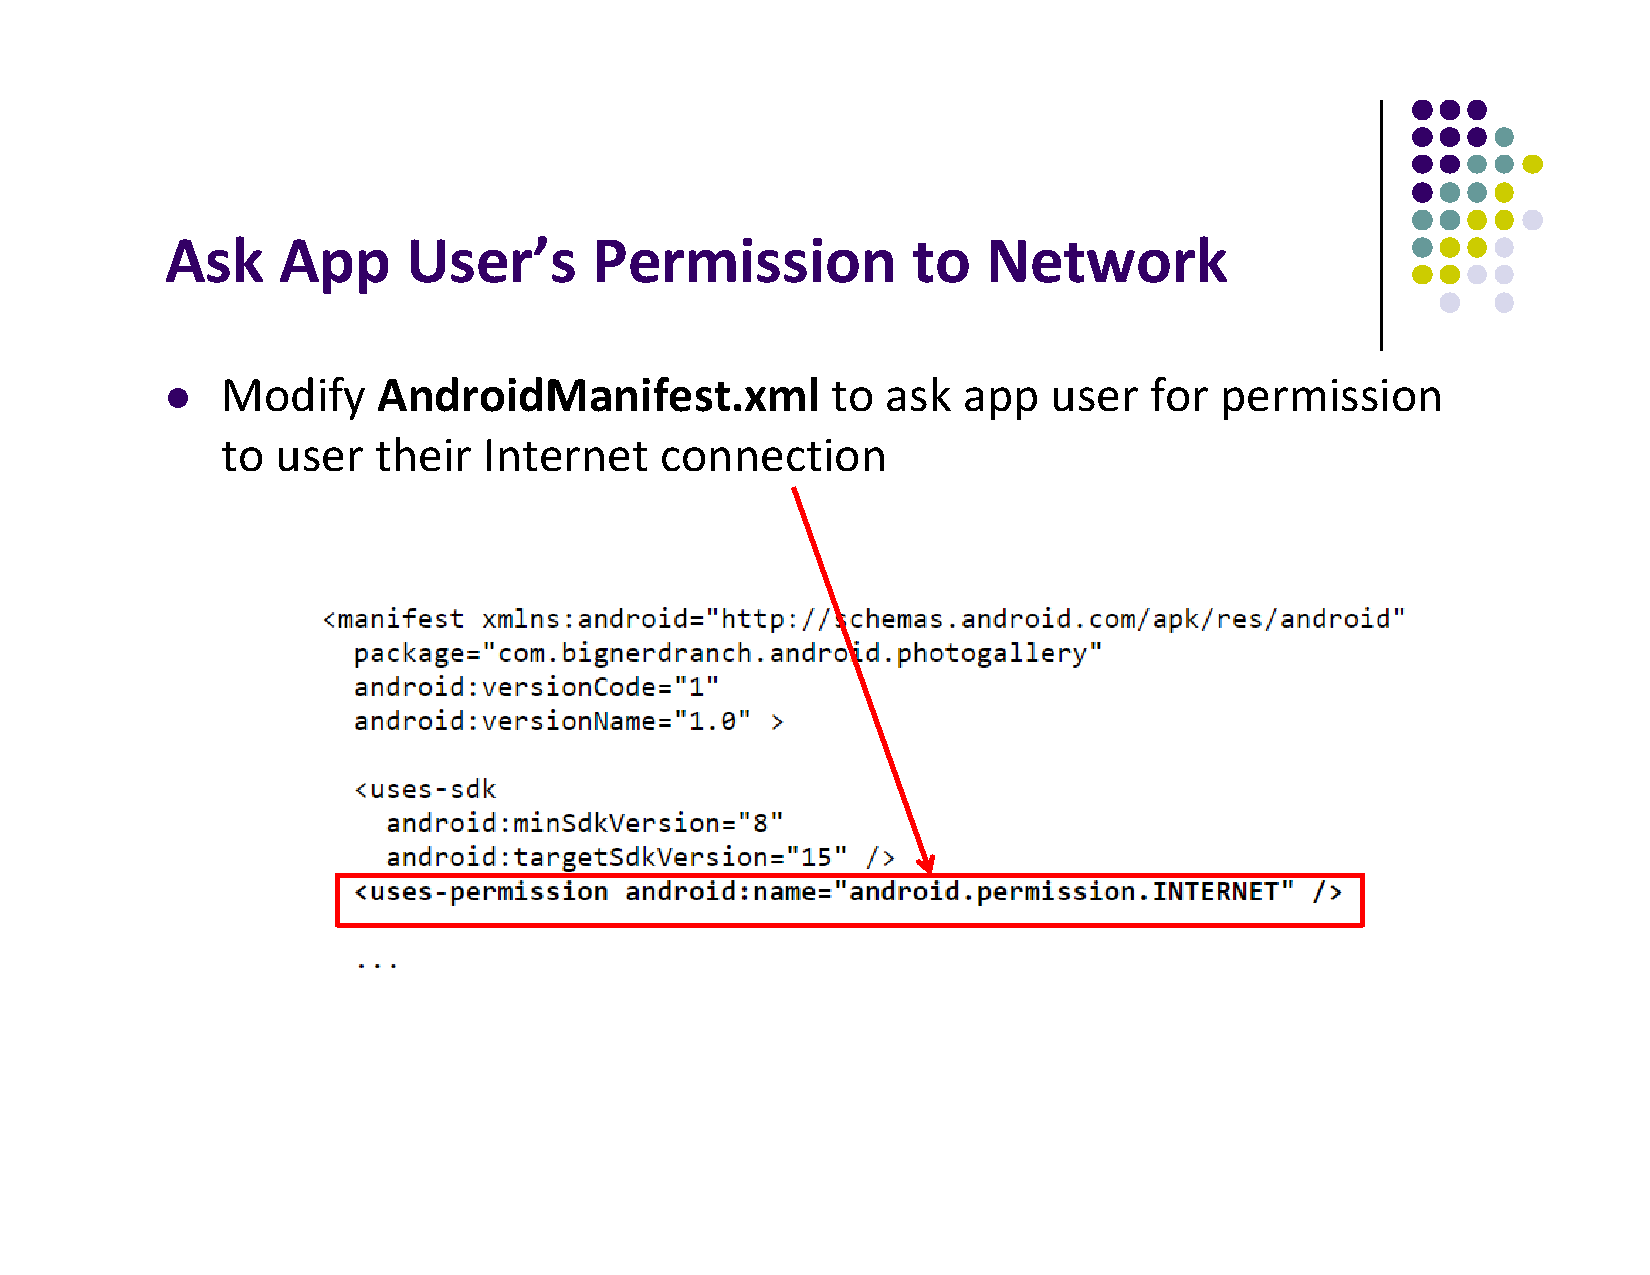 Ask App User’s Permission to Network
● Modify AndroidManifest.xml to ask app user for permission
to user their Internet connection
<manifest xmlns:android="http://schemas.android.com/apk/res/android"
package="com.bignerdranch.android.photogallery"
android:versionCode="1"
android:versionName="1.0" >
<uses-sdk
android:minSdkVersion="8"
android:targetSdkVersion="15" />
<uses-permission android:name="android.permission.INTERNET" />
...